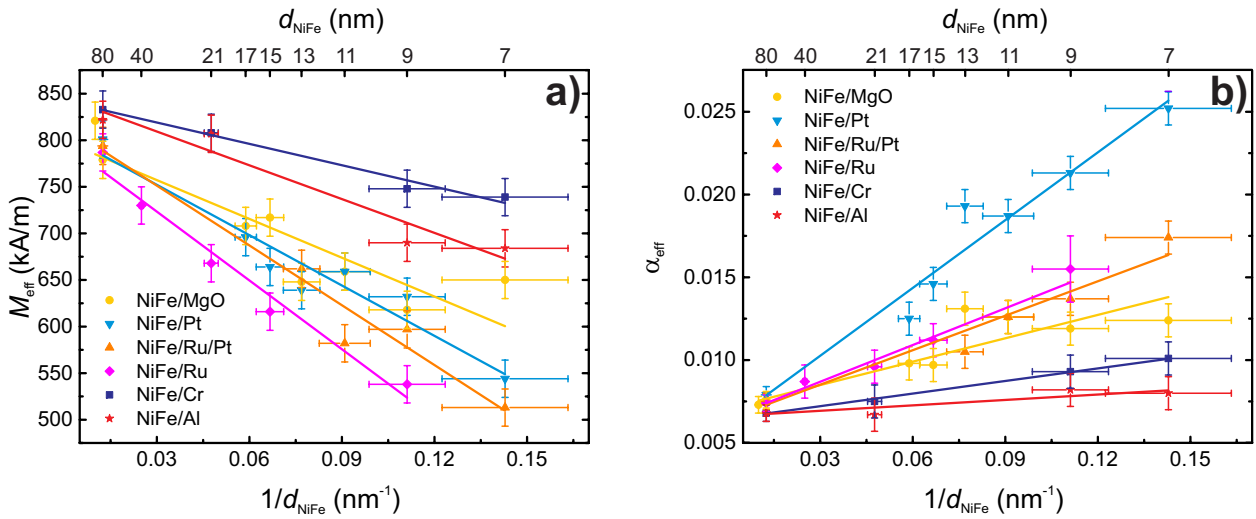 d_NiFe (nm)
80 40 21 17 15 13 11 9 7
a)
850
800
750
700
650
600
550
500
M_eff (kA/m)
NiFe/MgO
NiFe/Pt
NiFe/Ru/Pt
NiFe/Ru
NiFe/Cr
NiFe/Al
0.03 0.06 0.09 0.12 0.15
1/d_NiFe (nm⁻¹)
d_NiFe (nm)
80 40 21 17 15 13 11 9 7
b)
0.025
0.020
0.015
0.010
0.005
α_eff
NiFe/MgO
NiFe/Pt
NiFe/Ru/Pt
NiFe/Ru
NiFe/Cr
NiFe/Al
0.03 0.06 0.09 0.12 0.15
1/d_NiFe (nm⁻¹)